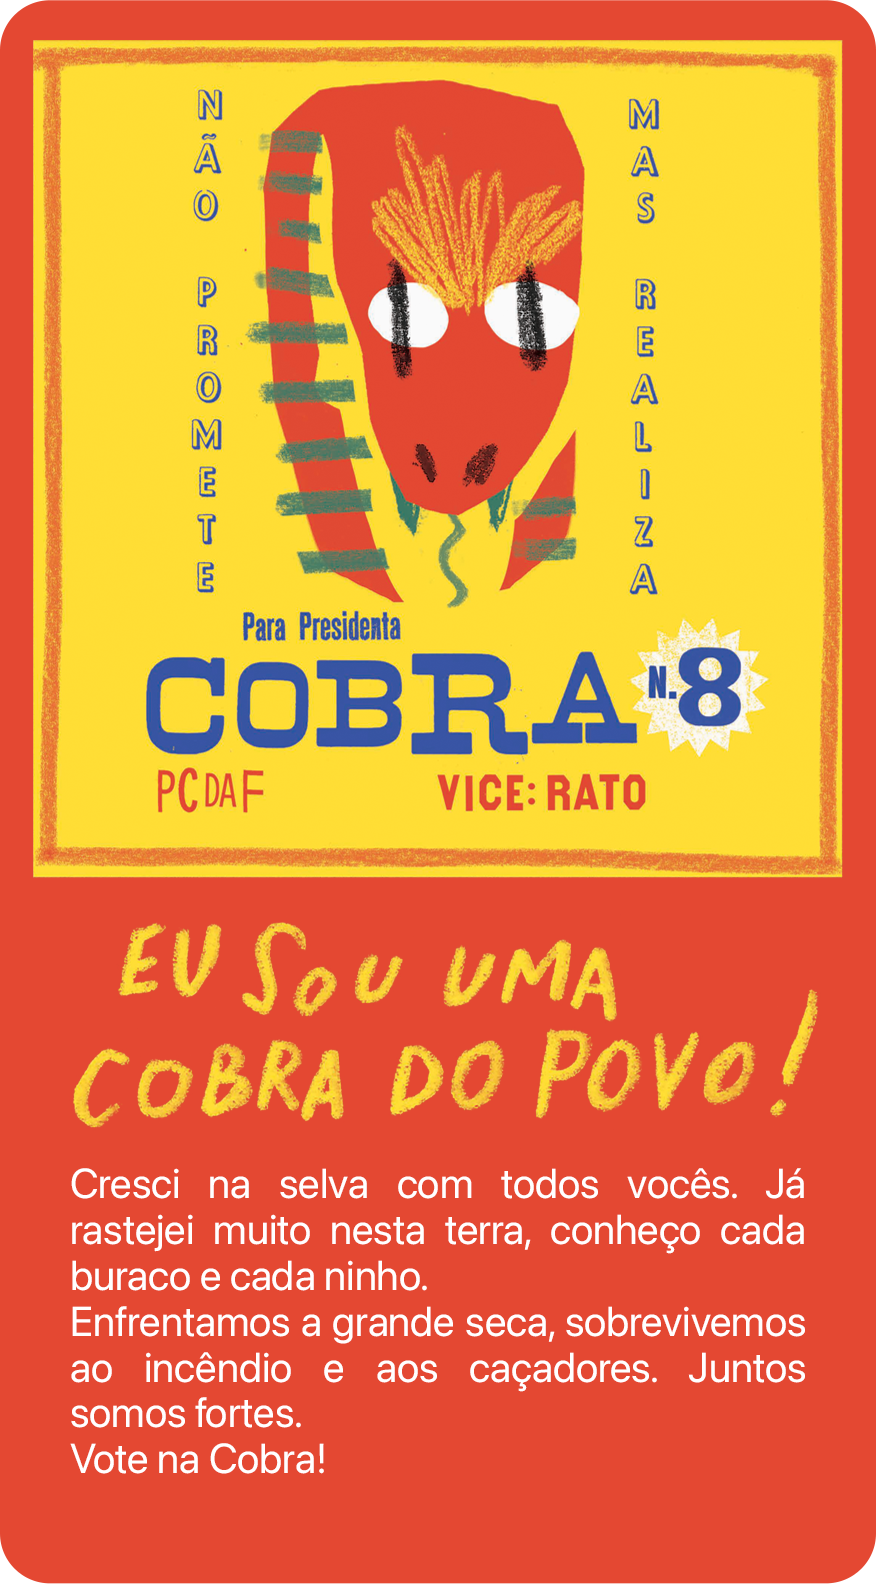 NÃO PROMETE
MAS REALIZA
Para Presidenta
COBRA N.8
PC DA F
VICE: RATO
EU SOU UMA
COBRA DO POVO!
Cresci na selva com todos vocês. Já
rastejei muito nesta terra, conheço cada
buraco e cada ninho.
Enfrentamos a grande seca, sobrevivemos
ao incêndio e aos caçadores. Juntos
somos fortes.
Vote na Cobra!